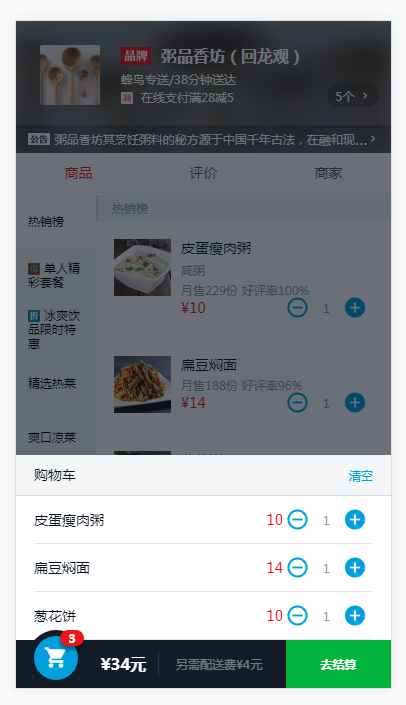 品牌 粥品香坊（回龙观）
蜂鸟专送/38分钟送达
减 在线支付满28减5
5个 >
公告 粥品香坊其烹饪粥料的秘方源于中国千年古法，在融和现... >
商品 评价 商家
热销榜
热销榜
皮蛋瘦肉粥
咸粥
月售229份 好评率100%
¥10 1
单人精
彩套餐
折 冰爽饮
品限时特
惠
扁豆焖面
月售188份 好评率96%
¥14 1
精选热菜
爽口凉菜
购物车 清空
皮蛋瘦肉粥 10 1
扁豆焖面 14 1
葱花饼 10 1
3
¥34元 另需配送费¥4元 去结算